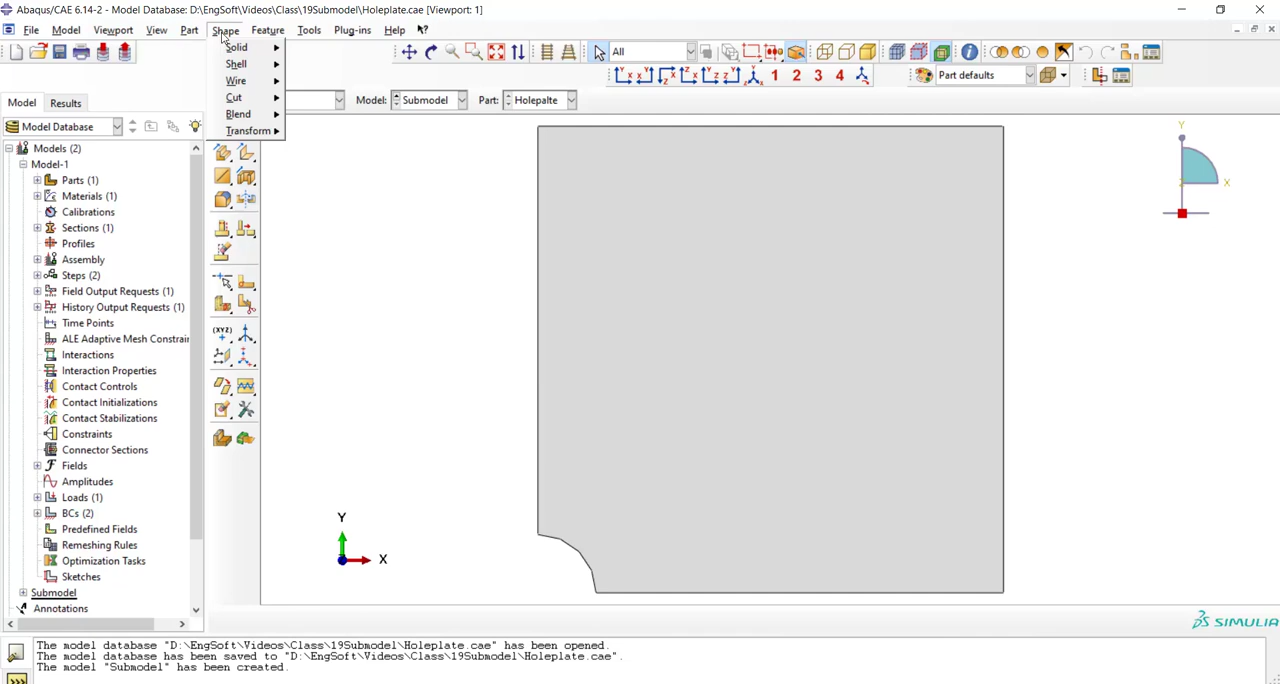 Abaqus/CAE 6.14-2 - Model Database: D:\EngSoft\Videos\Class\19Submodel\Holeplate.cae [Viewport: 1]
File Model Viewport View Part Shape Feature Tools Plug-ins Help
Solid
Shell
Wire
Cut
Blend
Transform
All
1 2 3 4
Part defaults
Model: Submodel Part: Holepalte
Model Results
Model Database
Models (2)
Model-1
Parts (1)
Materials (1)
Calibrations
Sections (1)
Profiles
Assembly
Steps (2)
Field Output Requests (1)
History Output Requests (1)
Time Points
ALE Adaptive Mesh Constrain
Interactions
Interaction Properties
Contact Controls
Contact Initializations
Contact Stabilizations
Constraints
Connector Sections
Fields
Amplitudes
Loads (1)
BCs (2)
Predefined Fields
Remeshing Rules
Optimization Tasks
Sketches
Submodel
Annotations
(XYZ)
Y
X
Z
Y
X
SIMULIA
The model database "D:\EngSoft\Videos\Class\19Submodel\Holeplate.cae" has been opened.
The model database has been saved to "D:\EngSoft\Videos\Class\19Submodel\Holeplate.cae".
The model "Submodel" has been created.
>>>